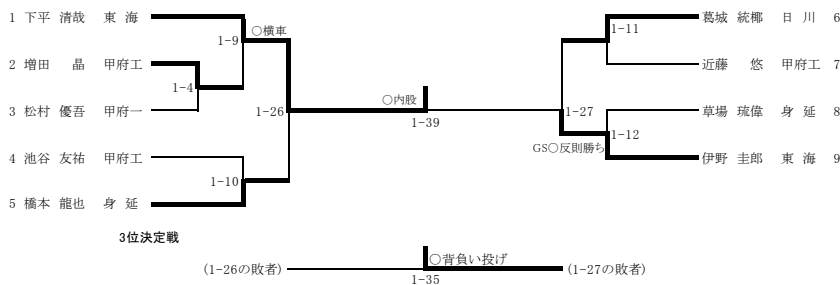 1 下平 清哉 東 海
1-9
○横車
2 増田 晶 甲府工
1-4
3 松村 優吾 甲府一
1-26
4 池谷 友祐 甲府工
1-10
5 橋本 龍也 身 延
○内股
1-39
葛城 統椰 日 川 6
1-11
近藤 悠 甲府工 7
1-27
草場 琉偉 身 延 8
1-12
GS○反則勝ち
伊野 圭郎 東 海 9
3位決定戦
(1-26の敗者)
○背負い投げ
(1-27の敗者)
1-35